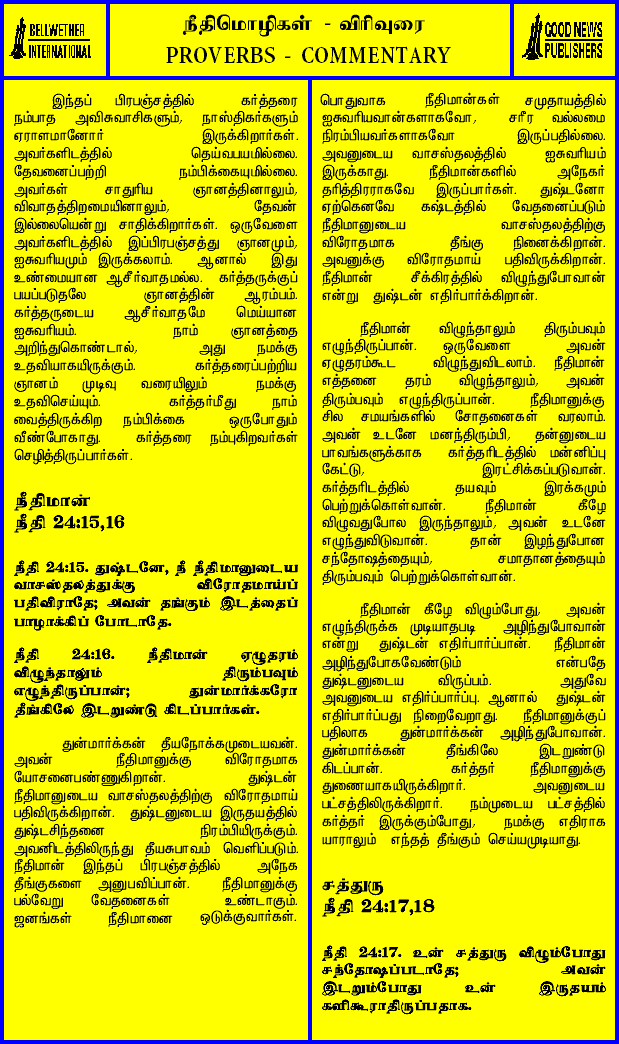 BELLWETHER
INTERNATIONAL
நீதிமொழிகள் - விரிவுரை
PROVERBS - COMMENTARY
GOOD NEWS
PUBLISHERS
இந்தப் பிரபஞ்சத்தில் கர்த்தரை
நம்பாத அவிசுவாசிகளும், நாஸ்திகர்களும்
ஏராளமானோர் இருக்கிறார்கள்.
அவர்களிடத்தில் தெய்வபயமில்லை.
தேவனைப்பற்றி நம்பிக்கையுமில்லை.
அவர்கள் சாதுரிய ஞானத்தினாலும்,
விவாதத்திறமையினாலும், தேவன்
இல்லையென்று சாதிக்கிறார்கள். ஒருவேளை
அவர்களிடத்தில் இப்பிரபஞ்சத்து ஞானமும்,
ஐசுவரியமும் இருக்கலாம். ஆனால் இது
உண்மையான ஆசீர்வாதமல்ல. கர்த்தருக்குப்
பயப்படுதலே ஞானத்தின் ஆரம்பம்.
கர்த்தருடைய ஆசீர்வாதமே மெய்யான
ஐசுவரியம். நாம் ஞானத்தை
அறிந்துகொண்டால், அது நமக்கு
உதவியாகயிருக்கும். கர்த்தரைப்பற்றிய
ஞானம் முடிவு வரையிலும் நமக்கு
உதவிசெய்யும். கர்த்தர்மீது நாம்
வைத்திருக்கிற நம்பிக்கை ஒருபோதும்
வீண்போகாது. கர்த்தரை நம்புகிறவர்கள்
செழித்திருப்பார்கள்.
நீதிமான்
நீதி 24:15,16
நீதி 24:15. துஷ்டனே, நீ நீதிமானுடைய
வாசஸ்தலத்துக்கு விரோதமாய்ப்
பதிவிராதே; அவன் தங்கும் இடத்தைப்
பாழாக்கிப் போடாதே.
நீதி 24:16. நீதிமான் ஏழுதரம்
விழுந்தாலும் திரும்பவும்
எழுந்திருப்பான்; துன்மார்க்கரோ
தீங்கிலே இடறுண்டு கிடப்பார்கள்.
துன்மார்க்கன் தீயநோக்கமுடையவன்.
அவன் நீதிமானுக்கு விரோதமாக
யோசனைபண்ணுகிறான். துஷ்டன்
நீதிமானுடைய வாசஸ்தலத்திற்கு விரோதமாய்
பதிவிருக்கிறான். துஷ்டனுடைய இருதயத்தில்
துஷ்டசிந்தனை நிரம்பியிருக்கும்.
அவனிடத்திலிருந்து தீயசுபாவம் வெளிப்படும்.
நீதிமான் இந்தப் பிரபஞ்சத்தில் அநேக
தீங்குகளை அனுபவிப்பான். நீதிமானுக்கு
பல்வேறு வேதனைகள் உண்டாகும்.
ஜனங்கள் நீதிமானை ஒடுக்குவார்கள்.
பொதுவாக நீதிமான்கள் சமுதாயத்தில்
ஐசுவரியவான்களாகவோ, சரீர வல்லமை
நிரம்பியவர்களாகவோ இருப்பதில்லை.
அவனுடைய வாசஸ்தலத்தில் ஐசுவரியம்
இருக்காது. நீதிமான்களில் அநேகர்
தரித்திரராகவே இருப்பார்கள். துஷ்டனோ
ஏற்கெனவே கஷ்டத்தில் வேதனைப்படும்
நீதிமானுடைய வாசஸ்தலத்திற்கு
விரோதமாக தீங்கு நினைக்கிறான்.
அவனுக்கு விரோதமாய் பதிவிருக்கிறான்.
நீதிமான் சீக்கிரத்தில் விழுந்துபோவான்
என்று துஷ்டன் எதிர்பார்க்கிறான்.
நீதிமான் விழுந்தாலும் திரும்பவும்
எழுந்திருப்பான். ஒருவேளை அவன்
ஏழுதரம்கூட விழுந்துவிடலாம். நீதிமான்
எத்தனை தரம் விழுந்தாலும், அவன்
திரும்பவும் எழுந்திருப்பான். நீதிமானுக்கு
சில சமயங்களில் சோதனைகள் வரலாம்.
அவன் உடனே மனந்திரும்பி, தன்னுடைய
பாவங்களுக்காக கர்த்தரிடத்தில் மன்னிப்பு
கேட்டு, இரட்சிக்கப்படுவான்.
கர்த்தரிடத்தில் தயவும் இரக்கமும்
பெற்றுக்கொள்வான். நீதிமான் கீழே
விழுவதுபோல இருந்தாலும், அவன் உடனே
எழுந்துவிடுவான். தான் இழந்துபோன
சந்தோஷத்தையும், சமாதானத்தையும்
திரும்பவும் பெற்றுக்கொள்வான்.
நீதிமான் கீழே விழும்போது, அவன்
எழுந்திருக்க முடியாதபடி அழிந்துபோவான்
என்று துஷ்டன் எதிர்பார்ப்பான். நீதிமான்
அழிந்துபோகவேண்டும் என்பதே
துஷ்டனுடைய விருப்பம். அதுவே
அவனுடைய எதிர்ப்பார்ப்பு. ஆனால் துஷ்டன்
எதிர்பார்ப்பது நிறைவேறாது. நீதிமானுக்குப்
பதிலாக துன்மார்க்கன் அழிந்துபோவான்.
துன்மார்க்கன் தீங்கிலே இடறுண்டு
கிடப்பான். கர்த்தர் நீதிமானுக்கு
துணையாகயிருக்கிறார். அவனுடைய
பட்சத்திலிருக்கிறார். நம்முடைய பட்சத்தில்
கர்த்தர் இருக்கும்போது, நமக்கு எதிராக
யாராலும் எந்தத் தீங்கும் செய்யமுடியாது.
சத்துரு
நீதி 24:17,18
நீதி 24:17. உன் சத்துரு விழும்போது
சந்தோஷப்படாதே; அவன்
இடறும்போது உன் இருதயம்
களிகூராதிருப்பதாக.